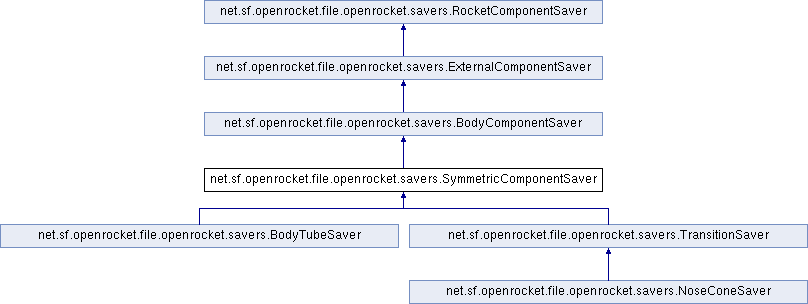 net.sf.openrocket.file.openrocket.savers.RocketComponentSaver
net.sf.openrocket.file.openrocket.savers.ExternalComponentSaver
net.sf.openrocket.file.openrocket.savers.BodyComponentSaver
net.sf.openrocket.file.openrocket.savers.SymmetricComponentSaver
net.sf.openrocket.file.openrocket.savers.BodyTubeSaver
net.sf.openrocket.file.openrocket.savers.TransitionSaver
net.sf.openrocket.file.openrocket.savers.NoseConeSaver